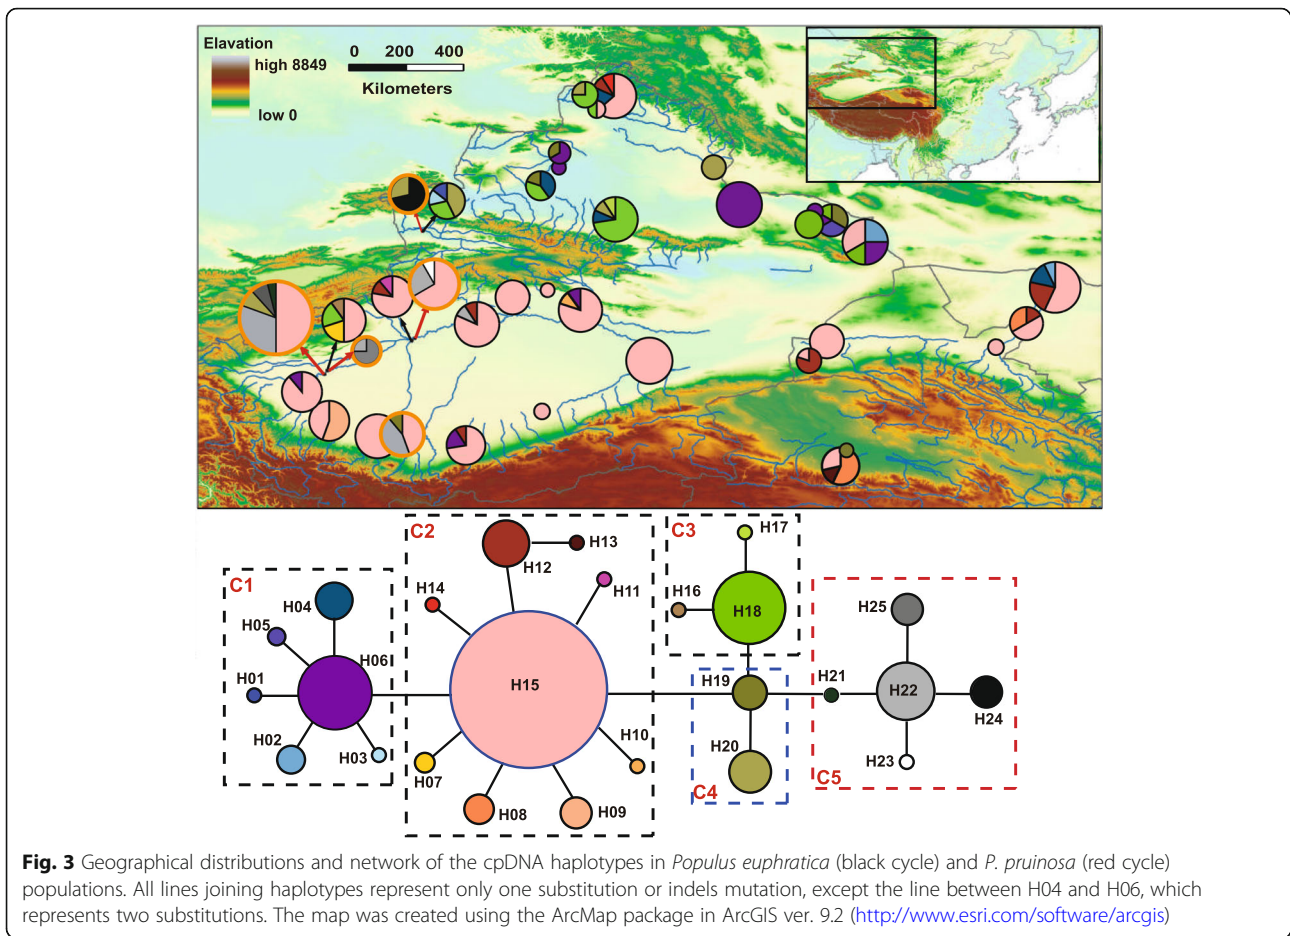 Elavation
high 8849
low 0
0 200 400
Kilometers
C1
H04
H05
H06
H01
H02
H03
C2
H12
H13
H14
H11
H15
H10
H07
H08
H09
C3
H17
H16
H18
H19
H20
C4
H25
H21
H22
H24
H23
C5
Fig. 3 Geographical distributions and network of the cpDNA haplotypes in Populus euphratica (black cycle) and P. pruinosa (red cycle)
populations. All lines joining haplotypes represent only one substitution or indels mutation, except the line between H04 and H06, which
represents two substitutions. The map was created using the ArcMap package in ArcGIS ver. 9.2 (http://www.esri.com/software/arcgis)